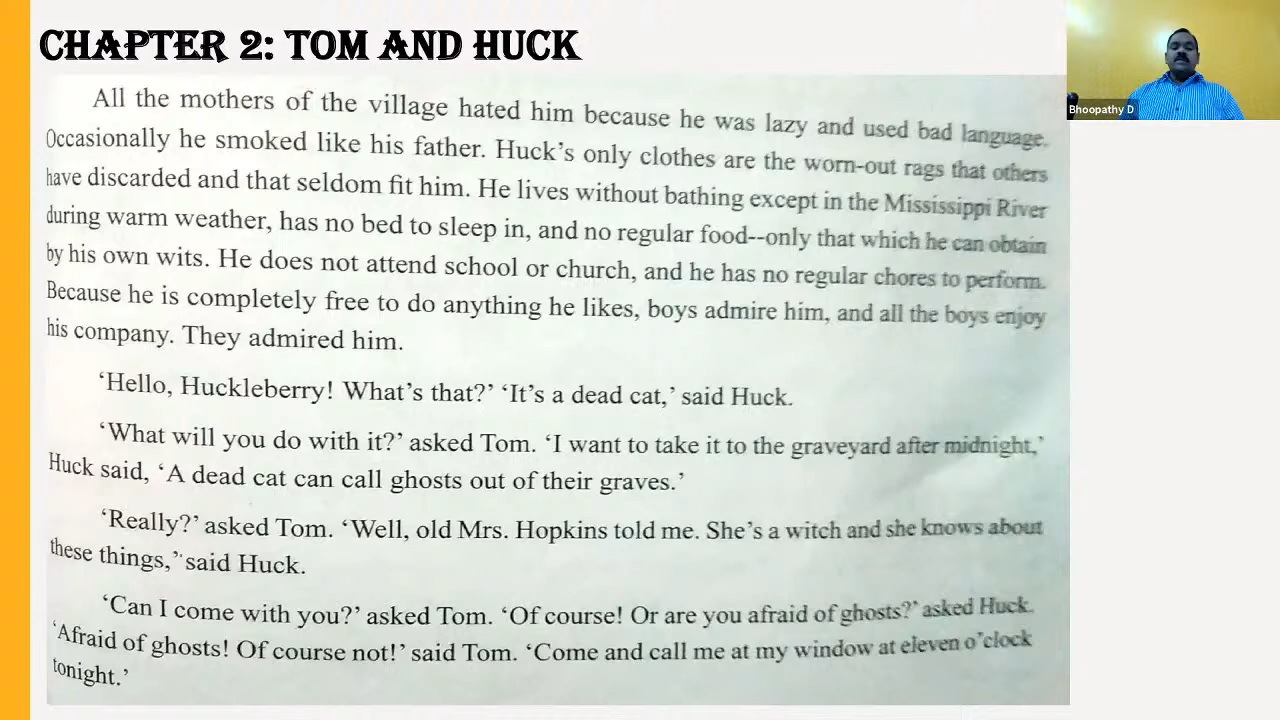 CHAPTER 2: TOM AND HUCK
Bhoopathy D
All the mothers of the village hated him because he was lazy and used bad language.
Occasionally he smoked like his father. Huck's only clothes are the worn-out rags that others
have discarded and that seldom fit him. He lives without bathing except in the Mississippi River
during warm weather, has no bed to sleep in, and no regular food--only that which he can obtain
by his own wits. He does not attend school or church, and he has no regular chores to perform.
Because he is completely free to do anything he likes, boys admire him, and all the boys enjoy
his company. They admired him.
‘Hello, Huckleberry! What's that?’ ‘It's a dead cat,’ said Huck.
‘What will you do with it?’ asked Tom. ‘I want to take it to the graveyard after midnight,’
Huck said, ‘A dead cat can call ghosts out of their graves.’
‘Really?’ asked Tom. ‘Well, old Mrs. Hopkins told me. She's a witch and she knows about
these things,’ said Huck.
‘Can I come with you?’ asked Tom. ‘Of course! Or are you afraid of ghosts?’ asked Huck.
‘Afraid of ghosts! Of course not!’ said Tom. ‘Come and call me at my window at eleven o'clock
tonight.’